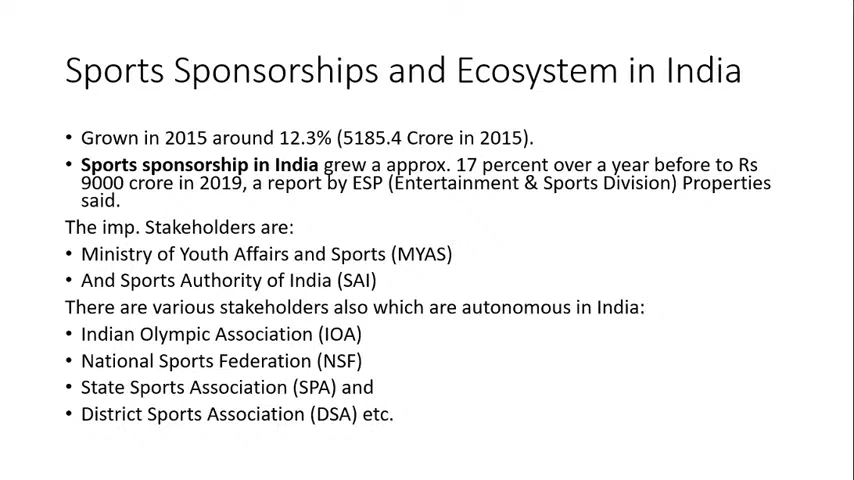 Sports Sponsorships and Ecosystem in India
• Grown in 2015 around 12.3% (5185.4 Crore in 2015).
• Sports sponsorship in India grew a approx. 17 percent over a year before to Rs
9000 crore in 2019, a report by ESP (Entertainment & Sports Division) Properties
said.
The imp. Stakeholders are:
• Ministry of Youth Affairs and Sports (MYAS)
• And Sports Authority of India (SAI)
There are various stakeholders also which are autonomous in India:
• Indian Olympic Association (IOA)
• National Sports Federation (NSF)
• State Sports Association (SPA) and
• District Sports Association (DSA) etc.